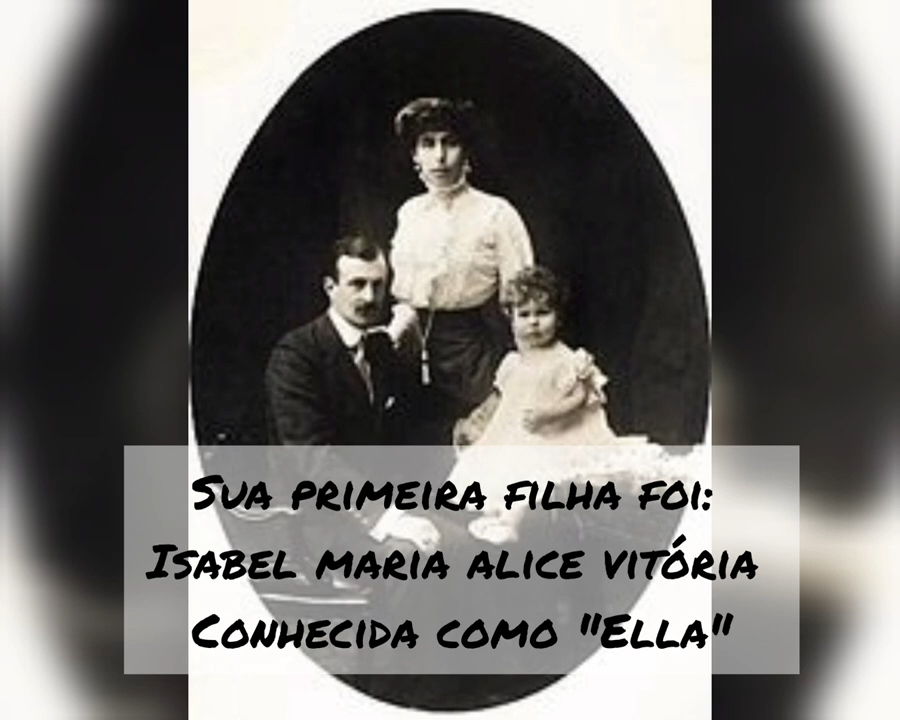 Sua primeira filha foi:
Isabel maria alice vitória
Conhecida como "Ella"